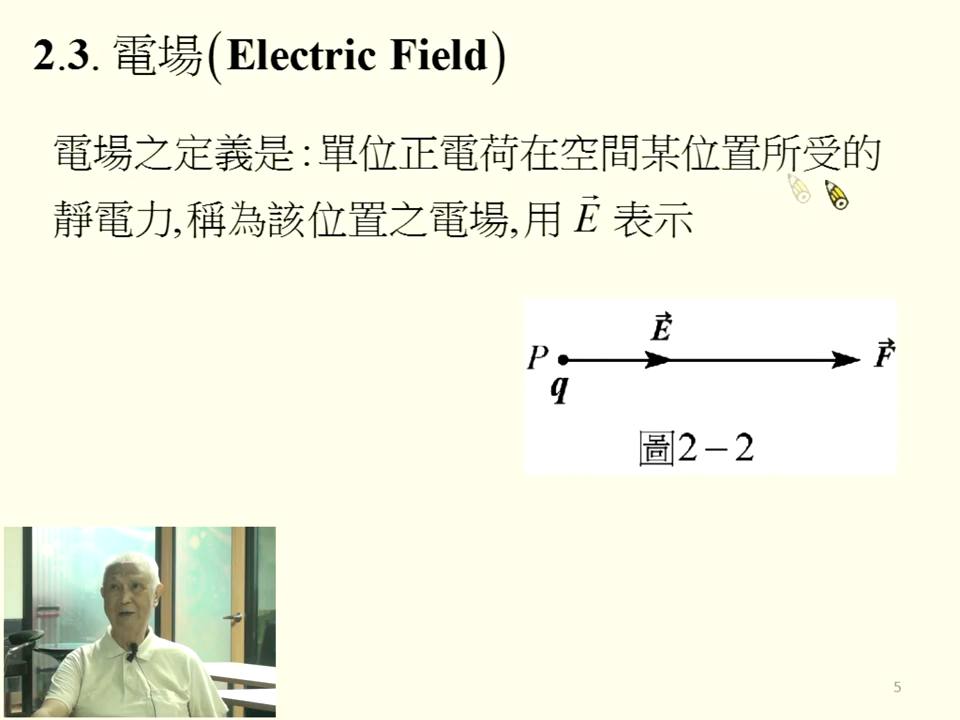 2.3. 電場(Electric Field)
電場之定義是:單位正電荷在空間某位置所受的
靜電力,稱為該位置之電場,用 E⃗ 表示
E⃗
P
F⃗
q
圖2-2
5